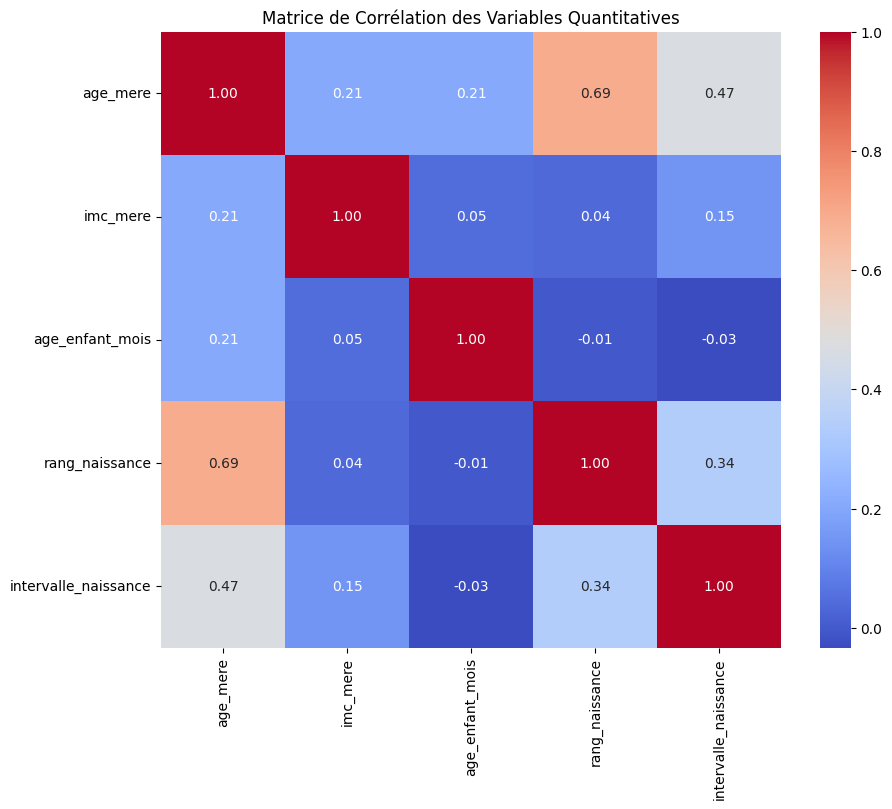 Matrice de Corrélation des Variables Quantitatives
age_mere 1.00 0.21 0.21 0.69 0.47
imc_mere 0.21 1.00 0.05 0.04 0.15
age_enfant_mois 0.21 0.05 1.00 -0.01 -0.03
rang_naissance 0.69 0.04 -0.01 1.00 0.34
intervalle_naissance 0.47 0.15 -0.03 0.34 1.00
age_mere
imc_mere
age_enfant_mois
rang_naissance
intervalle_naissance
1.0
0.8
0.6
0.4
0.2
0.0